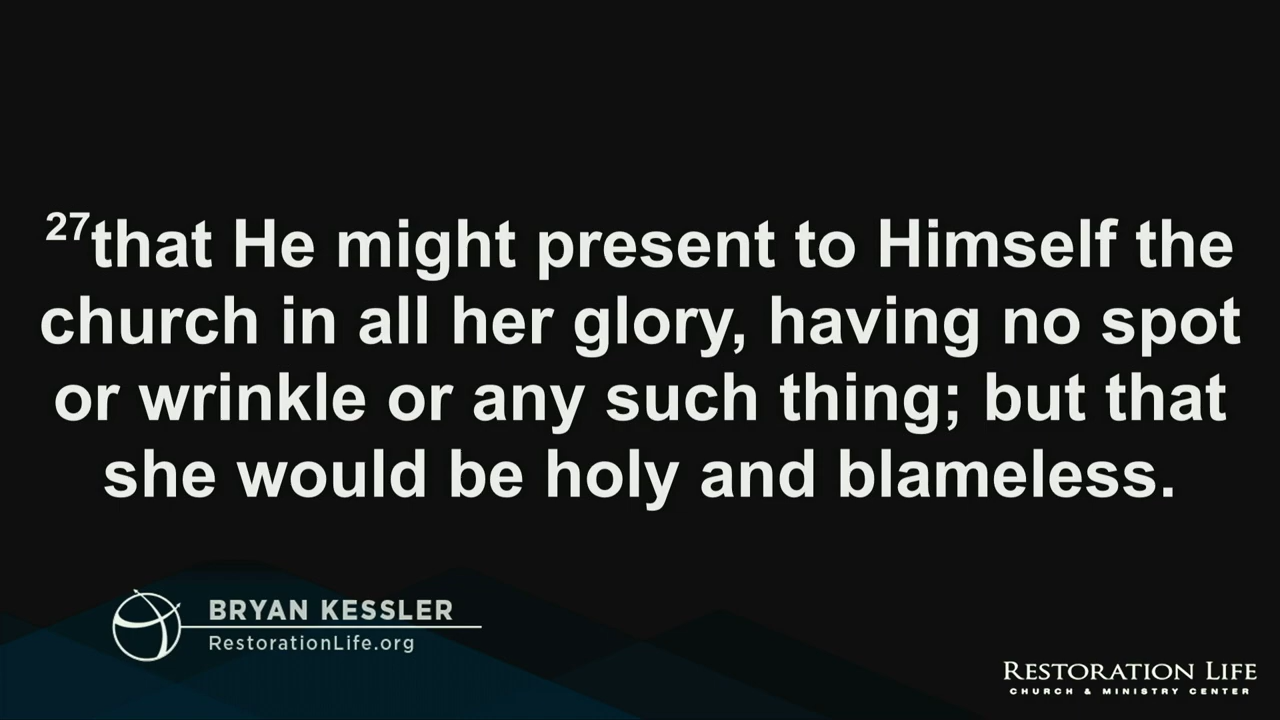 27that He might present to Himself the
church in all her glory, having no spot
or wrinkle or any such thing; but that
she would be holy and blameless.
BRYAN KESSLER
RestorationLife.org
RESTORATION LIFE
CHURCH & MINISTRY CENTER